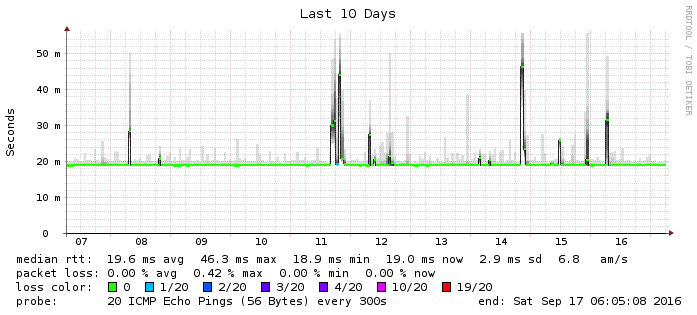 Last 10 Days
RRDTOOL / TOBI OETIKER
Seconds
50 m
40 m
30 m
20 m
10 m
0
07 08 09 10 11 12 13 14 15 16
median rtt: 19.6 ms avg 46.3 ms max 18.9 ms min 19.0 ms now 2.9 ms sd 6.8 am/s
packet loss: 0.00 % avg 0.42 % max 0.00 % min 0.00 % now
loss color: 0 1/20 2/20 3/20 4/20 10/20 19/20
probe: 20 ICMP Echo Pings (56 Bytes) every 300s end: Sat Sep 17 06:05:08 2016